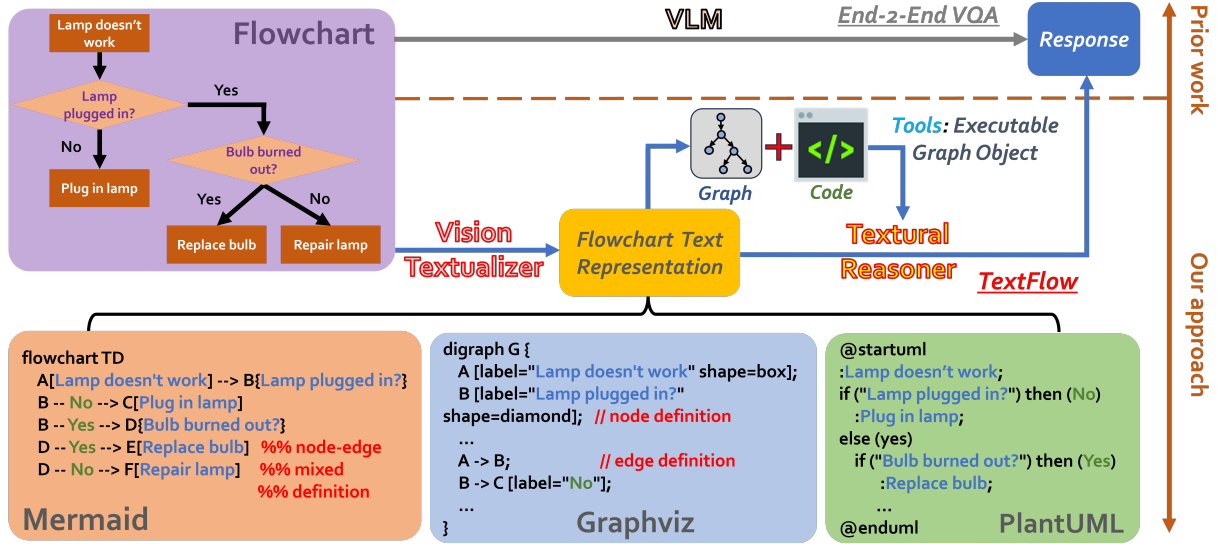 Lamp doesn't
work
Flowchart
Lamp
plugged in?
Yes
No
Bulb burned
out?
Plug in lamp
Yes
No
Replace bulb
Repair lamp
VLM
End-2-End VQA
Response
Prior work
Graph
</>
Code
Tools: Executable
Graph Object
Vision
Textualizer
Flowchart Text
Representation
Textural
Reasoner
TextFlow
Our approach
flowchart TD
A[Lamp doesn't work] --> B{Lamp plugged in?}
B -- No --> C[Plug in lamp]
B -- Yes --> D{Bulb burned out?}
D -- Yes --> E[Replace bulb] %% node-edge
D -- No --> F[Repair lamp] %% mixed
%% definition
Mermaid
digraph G {
A [label="Lamp doesn't work" shape=box];
B [label="Lamp plugged in?"
shape=diamond]; // node definition
...
A -> B; // edge definition
B -> C [label="No"];
...
}
Graphviz
@startuml
:Lamp doesn't work;
if ("Lamp plugged in?") then (No)
:Plug in lamp;
else (yes)
if ("Bulb burned out?") then (Yes)
:Replace bulb;
...
@enduml
PlantUML